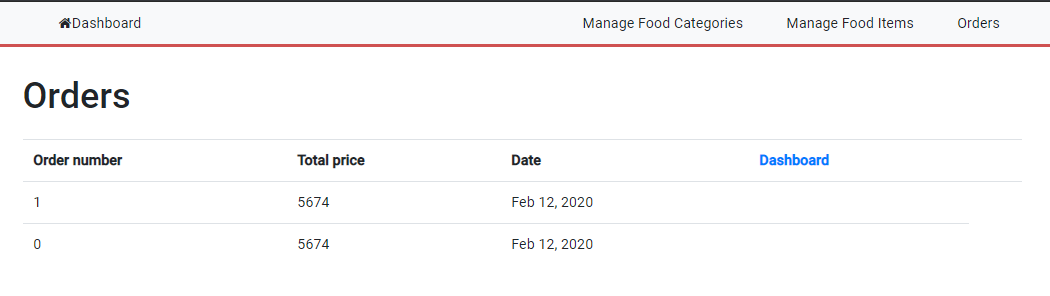 Dashboard Manage Food Categories Manage Food Items Orders
Orders
Order number Total price Date Dashboard
1 5674 Feb 12, 2020
0 5674 Feb 12, 2020